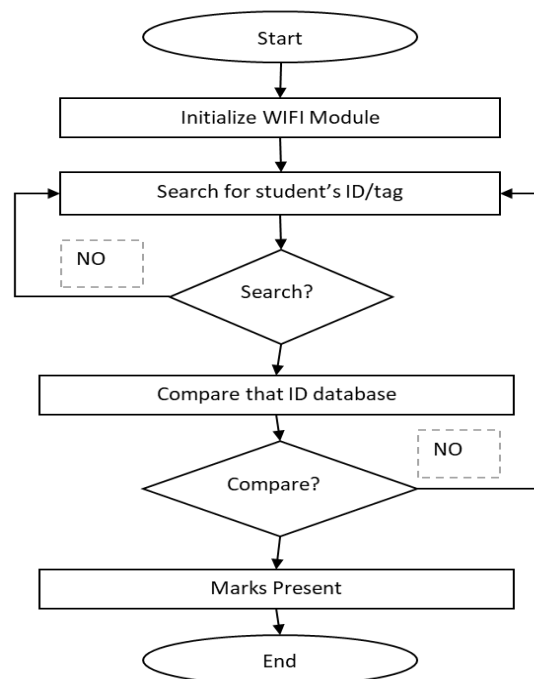 Start
Initialize WIFI Module
Search for student’s ID/tag
NO
Search?
Compare that ID database
NO
Compare?
Marks Present
End